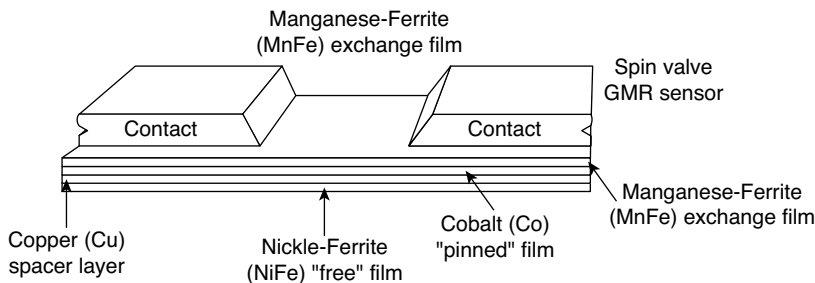 Manganese-Ferrite
(MnFe) exchange film
Spin valve
GMR sensor
Contact
Contact
Manganese-Ferrite
(MnFe) exchange film
Cobalt (Co)
"pinned" film
Copper (Cu)
spacer layer
Nickle-Ferrite
(NiFe) "free" film